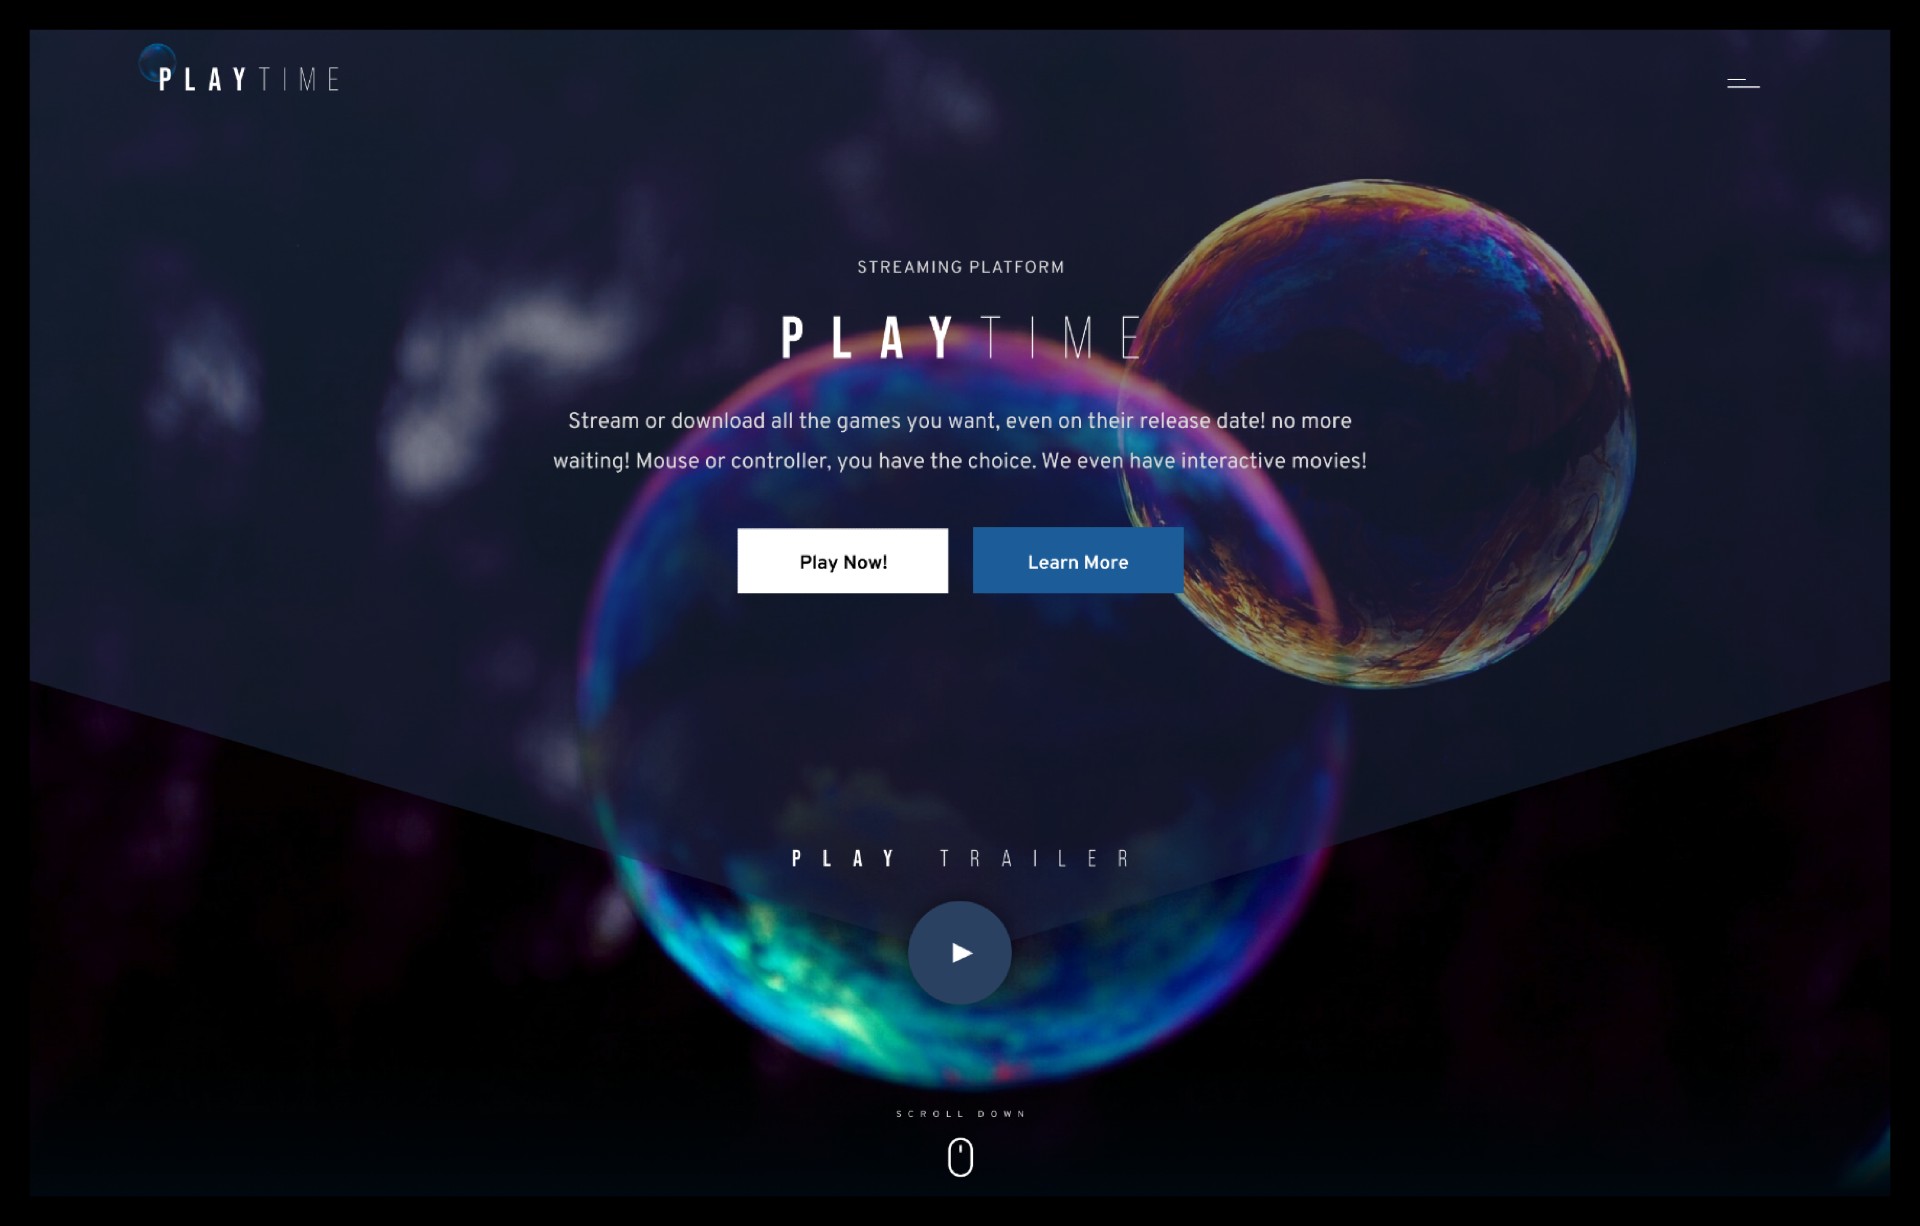 PLAYTIME
STREAMING PLATFORM
PLAYTIME
Stream or download all the games you want, even on their release date! no more
waiting! Mouse or controller, you have the choice. We even have interactive movies!
Play Now!
Learn More
PLAY TRAILER
SCROLL DOWN